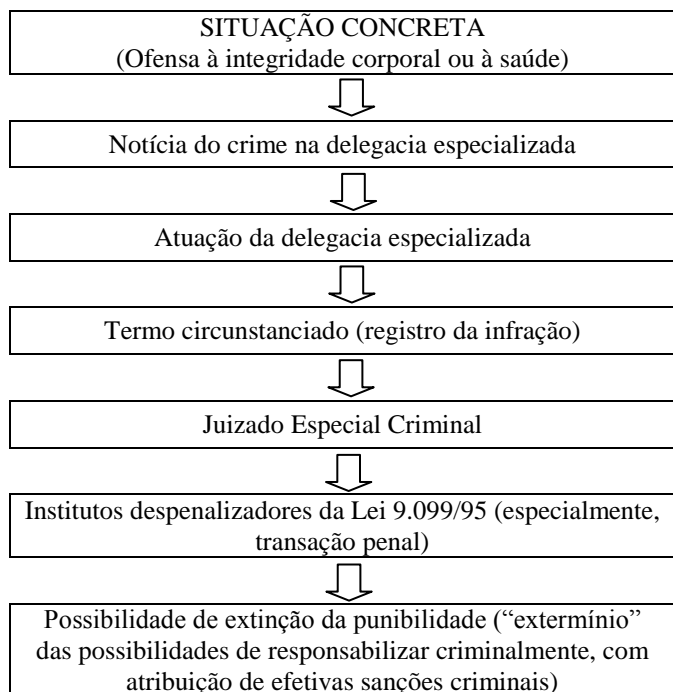 SITUAÇÃO CONCRETA
(Ofensa à integridade corporal ou à saúde)
Notícia do crime na delegacia especializada
Atuação da delegacia especializada
Termo circunstanciado (registro da infração)
Juizado Especial Criminal
Institutos despenalizadores da Lei 9.099/95 (especialmente,
transação penal)
Possibilidade de extinção da punibilidade (“extermínio”
das possibilidades de responsabilizar criminalmente, com
atribuição de efetivas sanções criminais)